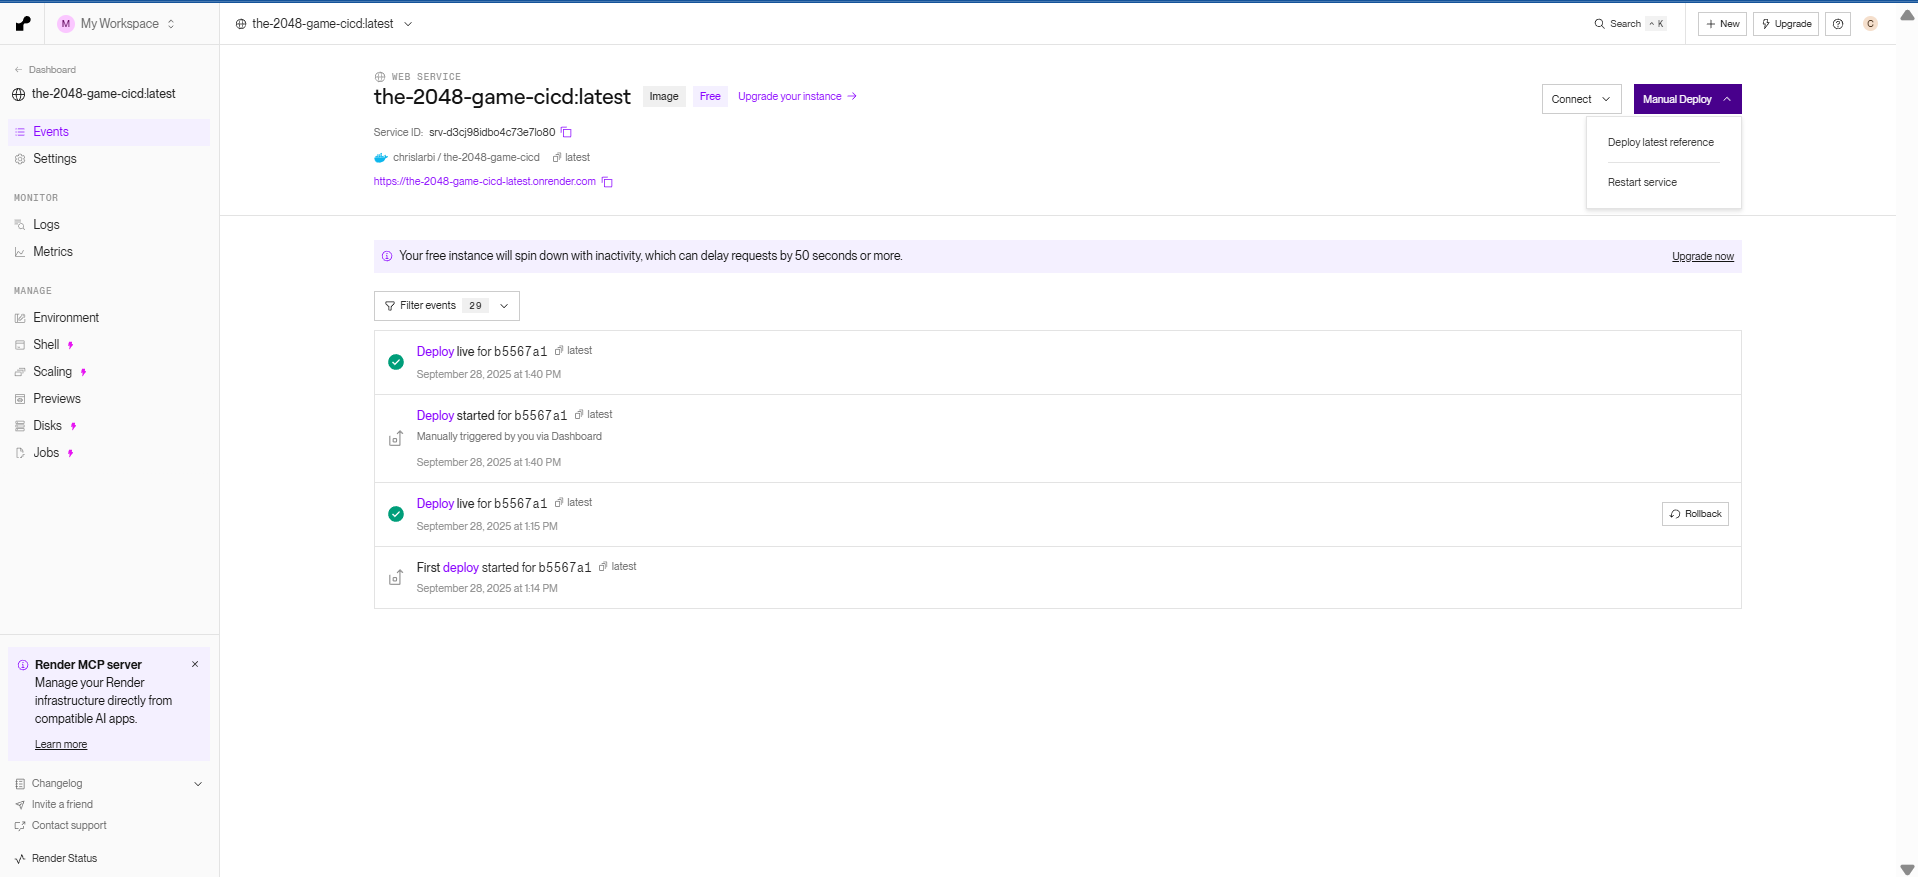 M My Workspace
the-2048-game-cicd:latest
Search ⌃ K
+ New
Upgrade
C
← Dashboard
the-2048-game-cicd:latest
Events
Settings
MONITOR
Logs
Metrics
MANAGE
Environment
Shell
Scaling
Previews
Disks
Jobs
Render MCP server
Manage your Render
infrastructure directly from
compatible AI apps.
Learn more
Changelog
Invite a friend
Contact support
Render Status
WEB SERVICE
the-2048-game-cicd:latest Image Free Upgrade your instance →
Service ID: srv-d3cj98idbo4c73e7lo80
chrislarbi / the-2048-game-cicd latest
https://the-2048-game-cicd-latest.onrender.com
Connect
Manual Deploy
Deploy latest reference
Restart service
Your free instance will spin down with inactivity, which can delay requests by 50 seconds or more.
Upgrade now
Filter events 29
Deploy live for b5567a1 latest
September 28, 2025 at 1:40 PM
Deploy started for b5567a1 latest
Manually triggered by you via Dashboard
September 28, 2025 at 1:40 PM
Deploy live for b5567a1 latest
September 28, 2025 at 1:15 PM
Rollback
First deploy started for b5567a1 latest
September 28, 2025 at 1:14 PM